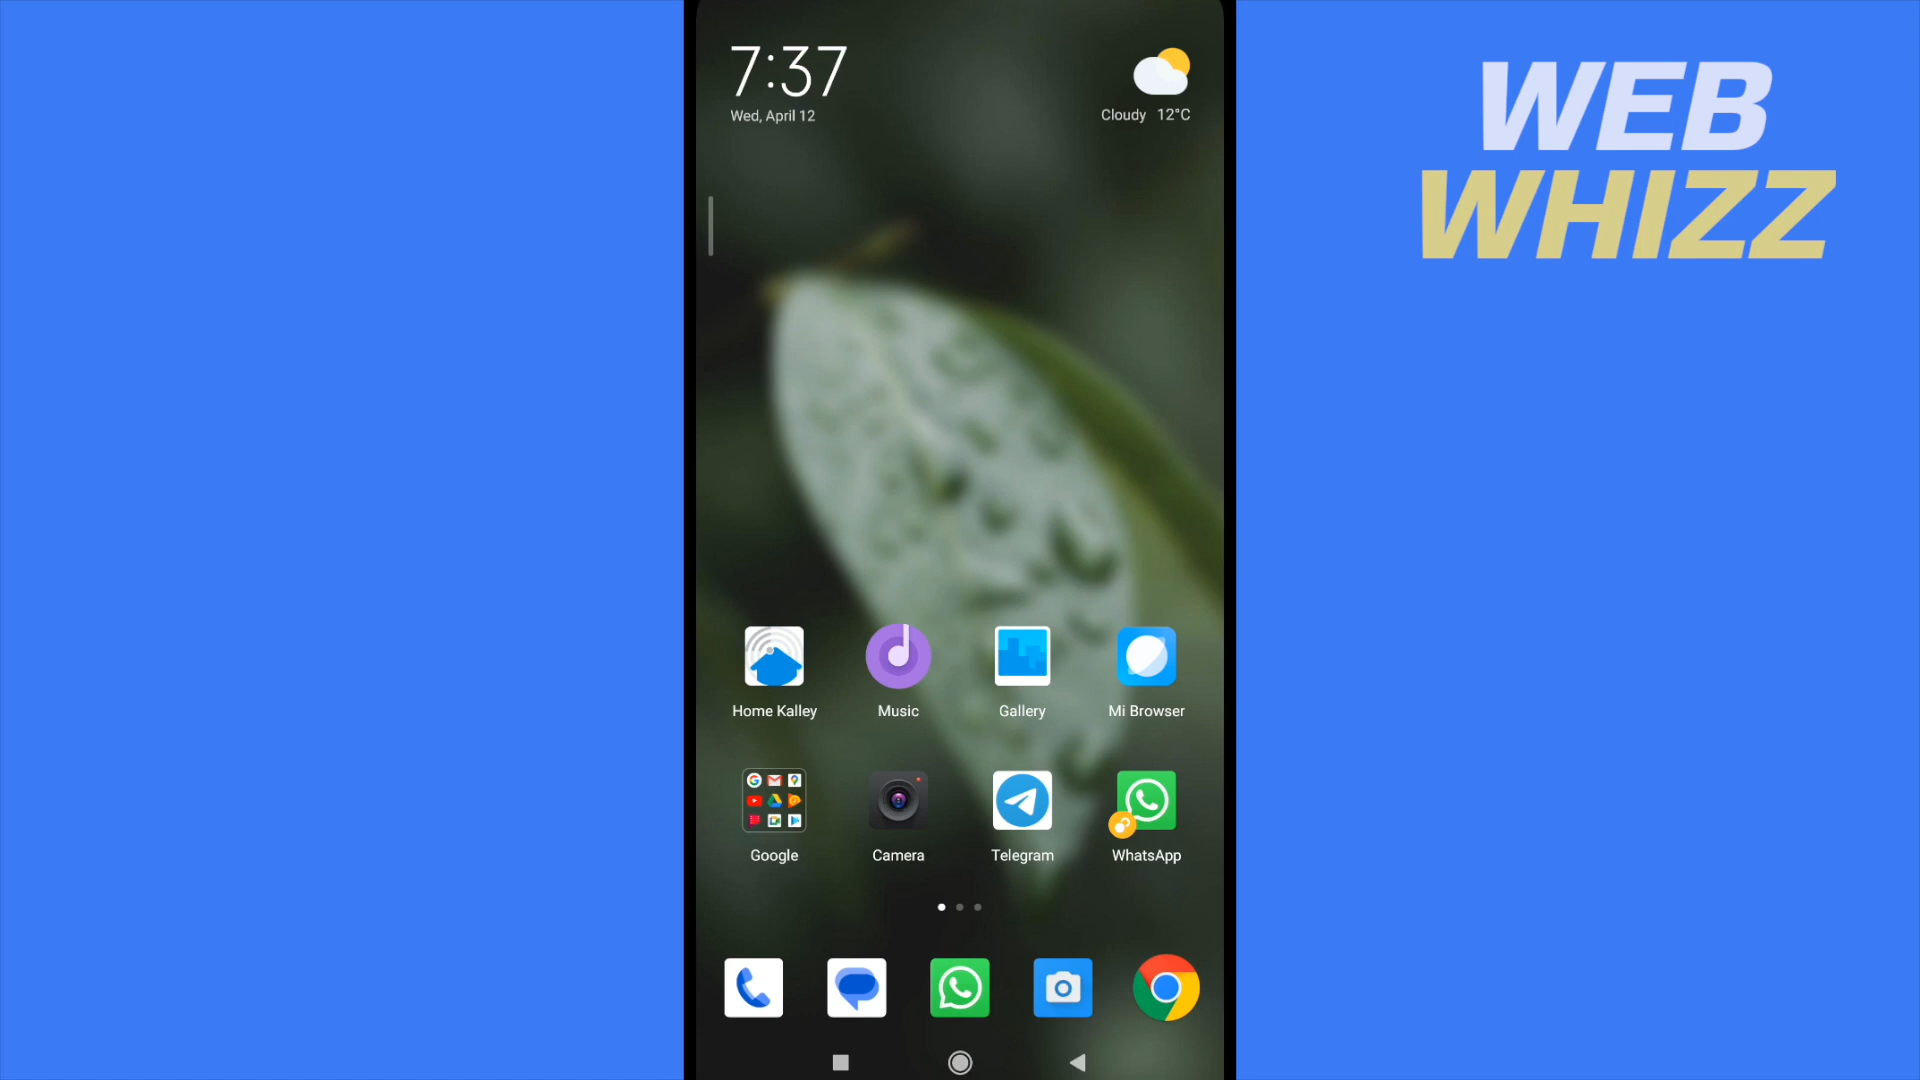 7:37
Wed, April 12
Cloudy 12°C
WEB
WHIZZ
Home Kalley
Music
Gallery
Mi Browser
Google
Camera
Telegram
WhatsApp